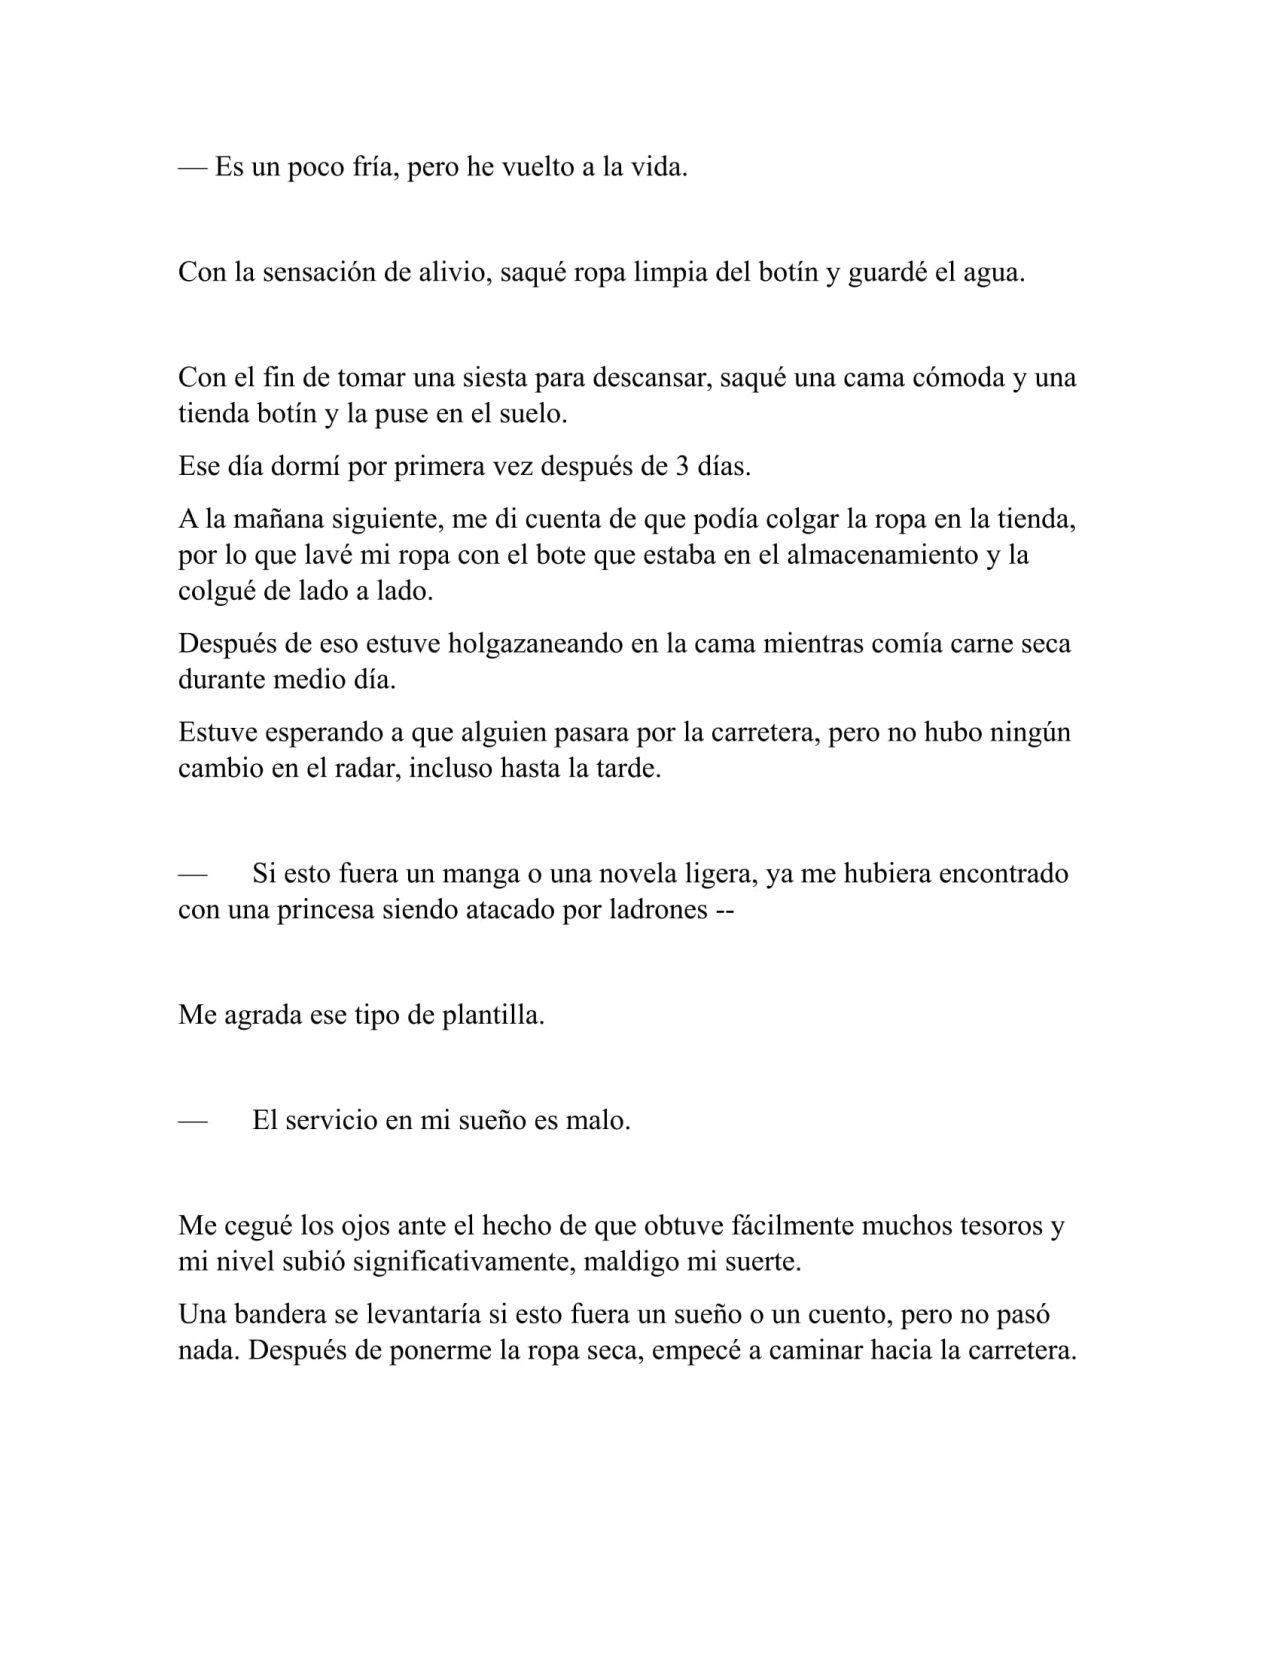 — Es un poco fría, pero he vuelto a la vida.
Con la sensación de alivio, saqué ropa limpia del botín y guardé el agua.
Con el fin de tomar una siesta para descansar, saqué una cama cómoda y una
tienda botín y la puse en el suelo.
Ese día dormí por primera vez después de 3 días.
A la mañana siguiente, me di cuenta de que podía colgar la ropa en la tienda,
por lo que lavé mi ropa con el bote que estaba en el almacenamiento y la
colgué de lado a lado.
Después de eso estuve holgazaneando en la cama mientras comía carne seca
durante medio día.
Estuve esperando a que alguien pasara por la carretera, pero no hubo ningún
cambio en el radar, incluso hasta la tarde.
— Si esto fuera un manga o una novela ligera, ya me hubiera encontrado
con una princesa siendo atacado por ladrones --
Me agrada ese tipo de plantilla.
— El servicio en mi sueño es malo.
Me cegué los ojos ante el hecho de que obtuve fácilmente muchos tesoros y
mi nivel subió significativamente, maldigo mi suerte.
Una bandera se levantaría si esto fuera un sueño o un cuento, pero no pasó
nada. Después de ponerme la ropa seca, empecé a caminar hacia la carretera.